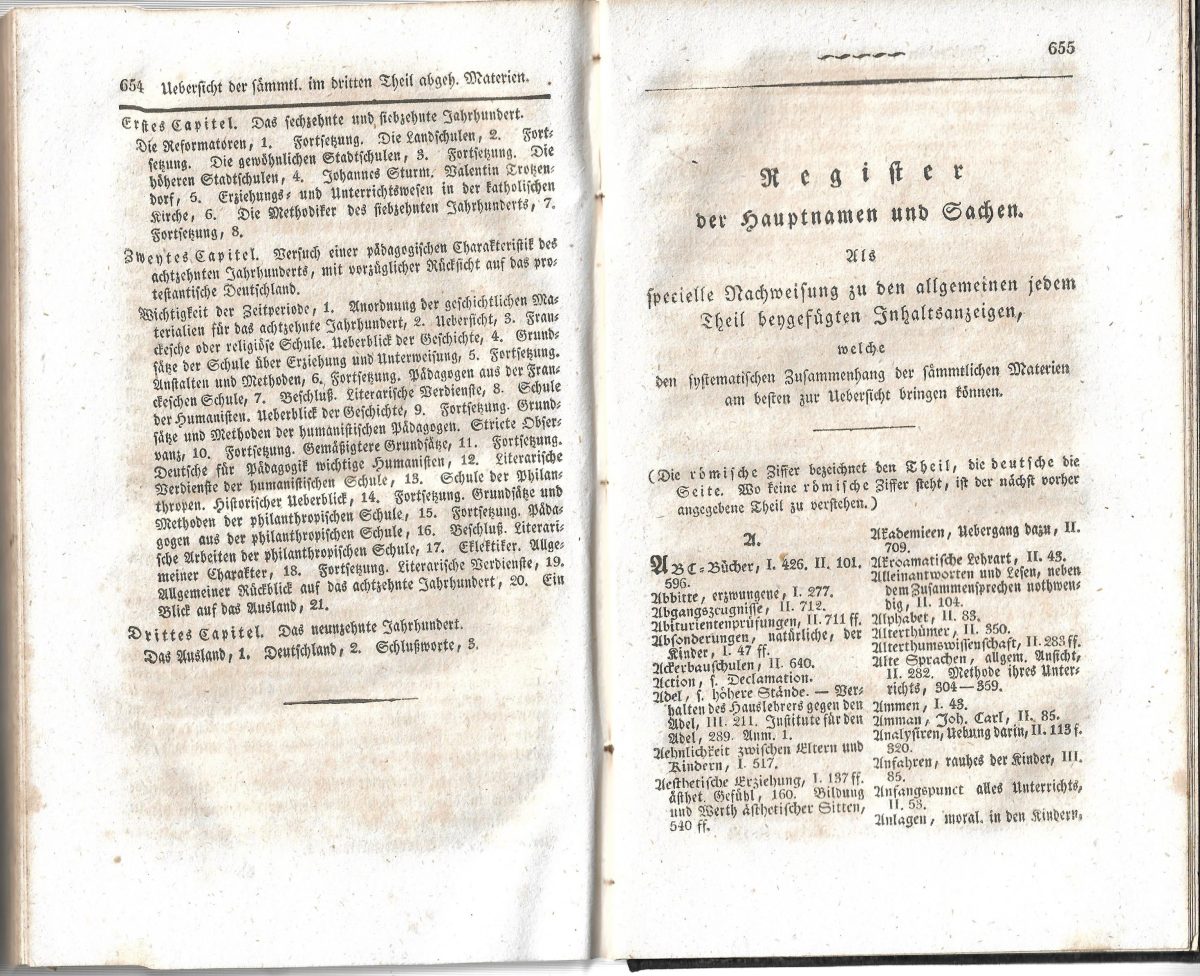 654 Uebersicht der sämmtl. im dritten Theil abgeh. Materien.
Erstes Capitel. Das sechzehnte und siebzehnte Jahrhundert.
Die Reformatoren, 1. Fortsetzung. Die Landschulen, 2. Fort-
setzung. Die gewöhnlichen Stadtschulen, 3. Fortsetzung. Die
höheren Stadtschulen, 4. Johannes Sturm. Valentin Trotzen-
dorf, 5. Erziehungs- und Unterrichtswesen in der katholischen
Kirche, 6. Die Methodiker des siebzehnten Jahrhunderts, 7.
Fortsetzung, 8.
Zweytes Capitel. Versuch einer pädagogischen Charakteristik des
achtzehnten Jahrhunderts, mit vorzüglicher Rücksicht auf das pro-
testantische Deutschland.
Wichtigkeit der Zeitperiode, 1. Anordnung der geschichtlichen Ma-
terialien für das achtzehnte Jahrhundert, 2. Uebersicht, 3. Fran-
ckesche oder religiöse Schule. Ueberblick der Geschichte, 4. Grund-
sätze der Schule über Erziehung und Unterweisung, 5. Fortsetzung.
Anstalten und Methoden, 6. Fortsetzung. Pädagogen aus der Fran-
ckeschen Schule, 7. Beschluß. Literarische Verdienste, 8. Schule
der Humanisten. Ueberblick der Geschichte, 9. Fortsetzung. Grund-
sätze und Methoden der humanistischen Pädagogen. Stricte Obser-
vanz, 10. Fortsetzung. Gemäßigtere Grundsätze, 11. Fortsetzung.
Deutsche für Pädagogik wichtige Humanisten, 12. Literarische
Verdienste der humanistischen Schule, 13. Schule der Philan-
thropen. Historischer Ueberblick, 14. Fortsetzung. Grundsätze und
Methoden der philanthropischen Schule, 15. Fortsetzung. Päda-
gogen aus der philanthropischen Schule, 16. Beschluß. Literari-
sche Arbeiten der philanthropischen Schule, 17. Eklektiker. Allge-
meiner Charakter, 18. Fortsetzung. Literarische Verdienste, 19.
Allgemeiner Rückblick auf das achtzehnte Jahrhundert, 20. Ein
Blick auf das Ausland, 21.
Drittes Capitel. Das neunzehnte Jahrhundert.
Das Ausland, 1. Deutschland, 2. Schlußworte, 3.
655
Register
der Hauptnamen und Sachen.
Als
specielle Nachweisung zu den allgemeinen jedem
Theil beygefügten Inhaltsanzeigen,
welche
den systematischen Zusammenhang der sämmtlichen Materien
am besten zur Uebersicht bringen können.
(Die römische Ziffer bezeichnet den Theil, die deutsche die
Seite. Wo keine römische Ziffer steht, ist der nächst vorher
angegebene Theil zu verstehen.)
A.
ABC-Bücher, I. 426. II. 101.
596.
Abbitte, erzwungene, I. 277.
Abgangszeugnisse, II. 712.
Abiturientenprüfungen, II. 711 ff.
Absonderungen, natürliche, der
Kinder, I. 47 ff.
Ackerbauschulen, II. 640.
Action, s. Declamation.
Adel, s. höhere Stände. — Ver-
halten des Hauslehrers gegen den
Adel, III. 211. Institute für den
Adel, 289. Anm. 1.
Aehnlichkeit zwischen Eltern und
Kindern, I. 517.
Aesthetische Erziehung, I. 137 ff.
ästhet. Gefühl, 160. Bildung
und Werth ästhetischer Sitten,
540 ff.
Akademieen, Uebergang dazu, II.
709.
Akroamatische Lehrart, II. 43.
Alleinantworten und Lesen, neben
dem Zusammensprechen nothwen-
dig, II. 104.
Alphabet, II. 83.
Alterthümer, II. 350.
Alterthumswissenschaft, II. 283 ff.
Alte Sprachen, allgem. Ansicht,
II. 282. Methode ihres Unter-
richts, 304—359.
Ammen, I. 43.
Amman, Joh. Carl, II. 85.
Analysiren, Uebung darin, II. 113 f.
320.
Anfahren, rauhes der Kinder, III.
85.
Anfangspunct alles Unterrichts,
II. 53.
Anlagen, moral. in den Kindern,